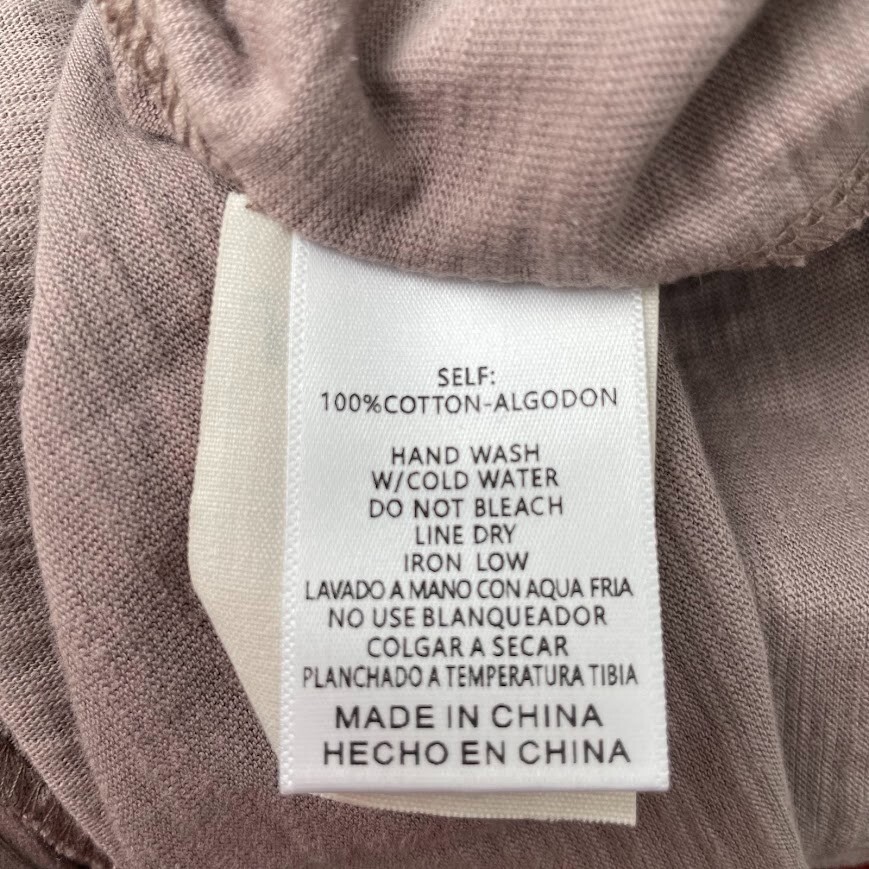 SELF:
100%COTTON-ALGODON
HAND WASH
W/COLD WATER
DO NOT BLEACH
LINE DRY
IRON LOW
LAVADO A MANO CON AQUA FRIA
NO USE BLANQUEADOR
COLGAR A SECAR
PLANCHADO A TEMPERATURA TIBIA
MADE IN CHINA
HECHO EN CHINA